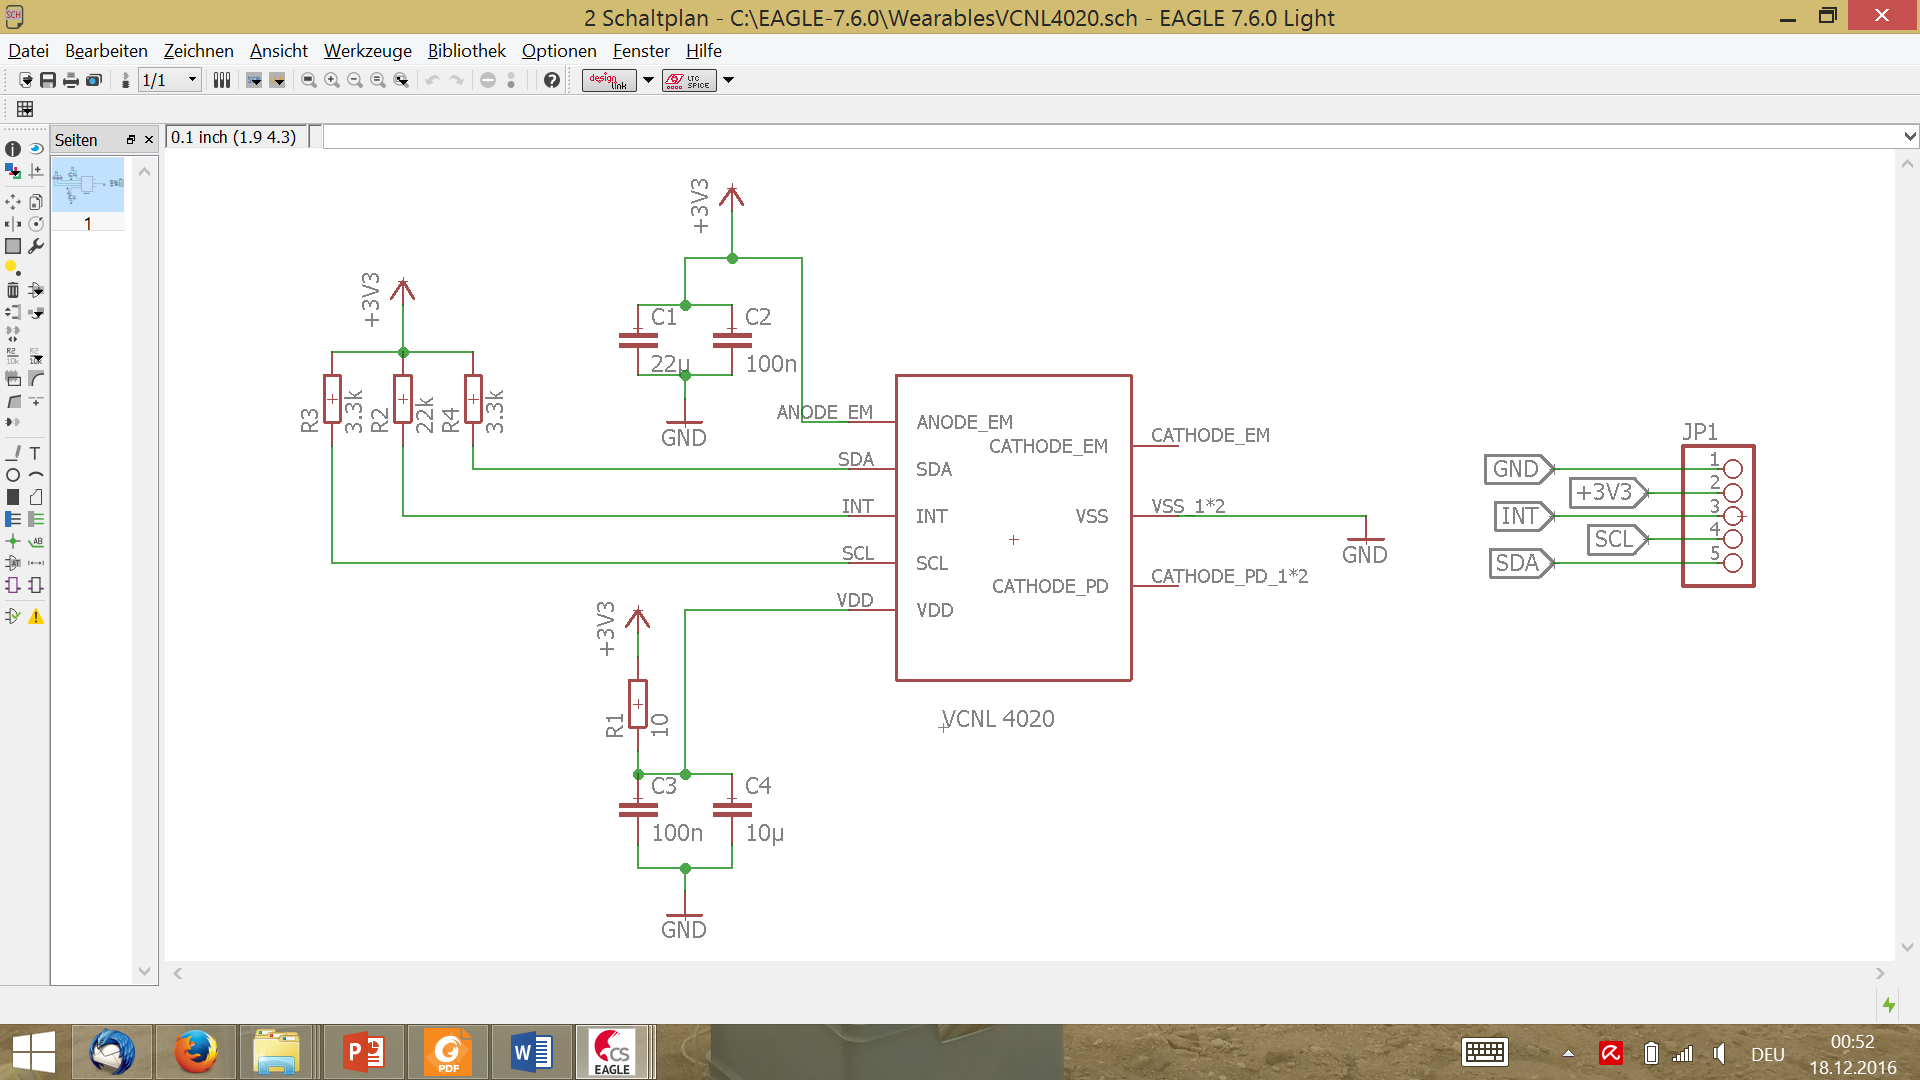 2 Schaltplan - C:\EAGLE-7.6.0\WearablesVCNL4020.sch - EAGLE 7.6.0 Light
Datei Bearbeiten Zeichnen Ansicht Werkzeuge Bibliothek Optionen Fenster Hilfe
1/1
design link
LTC SPICE
Seiten
0.1 inch (1.9 4.3)
1
+3V3
+3V3
C1
C2
22µ
100n
R3
3.3k
R2
22k
R4
3.3k
GND
ANODE_EM
SDA
INT
SCL
VDD
ANODE_EM
CATHODE_EM
SDA
INT
VSS
SCL
CATHODE_PD
VDD
CATHODE_EM
VSS_1*2
CATHODE_PD_1*2
GND
VCNL 4020
+3V3
R1
10
C3
C4
100n
10µ
GND
JP1
GND
1
+3V3
2
INT
3
SCL
4
SDA
5
PDF
CS
EAGLE
DEU
00:52
18.12.2016